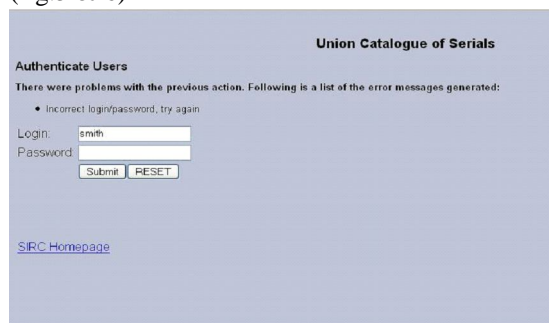 Union Catalogue of Serials
Authenticate Users
There were problems with the previous action. Following is a list of the error messages generated:
• Incorrect login/password, try again
Login: smith
Password:
Submit RESET
SIRC Homepage